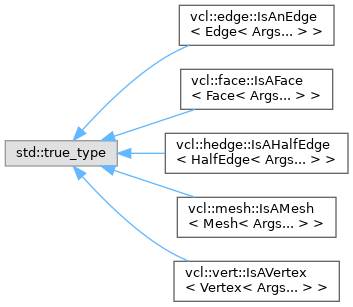 vcl::edge::IsAnEdge
< Edge< Args... > >
vcl::face::IsAFace
< Face< Args... > >
std::true_type
vcl::hedge::IsAHalfEdge
< HalfEdge< Args... > >
vcl::mesh::IsAMesh
< Mesh< Args... > >
vcl::vert::IsAVertex
< Vertex< Args... > >